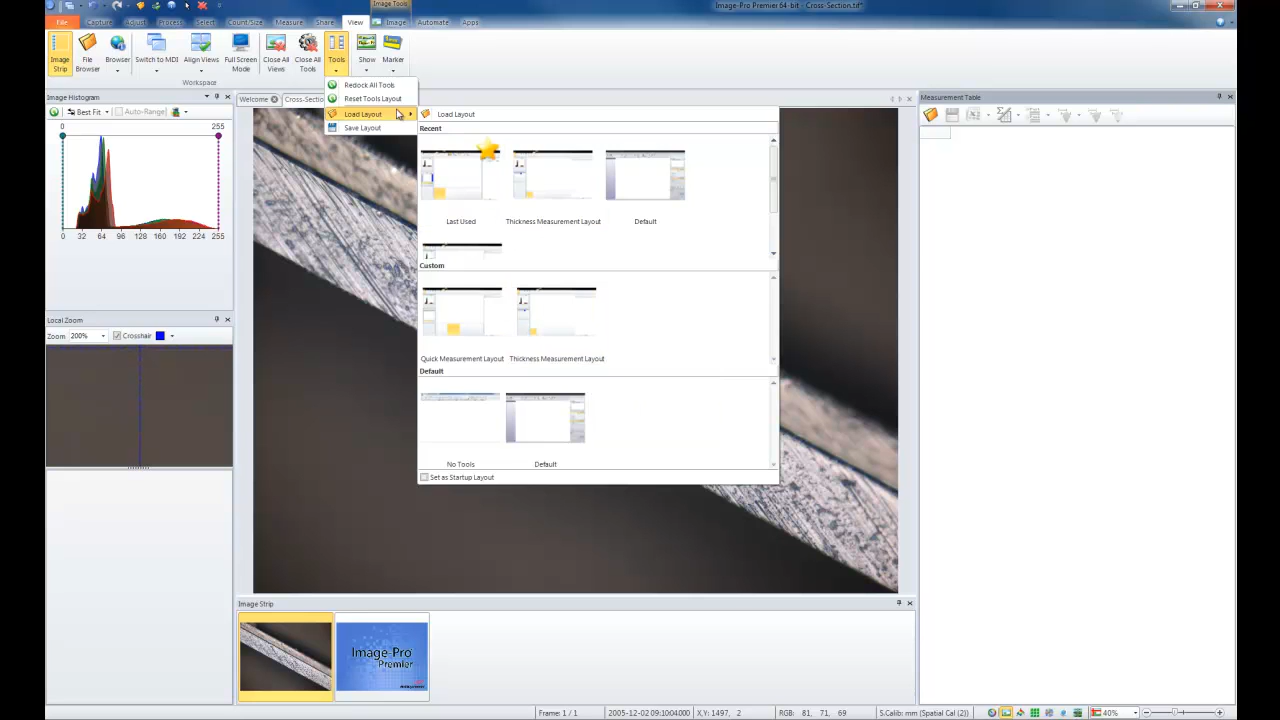 Image Tools
Image-Pro Premier 64-bit - Cross-Section.tif*
File Capture Adjust Process Select Count/Size Measure Share View Image Automate Apps
Image Strip
File Browser
Browser
Switch to MDI
Align Views
Full Screen Mode
Close All Views
Close All Tools
Tools
Show
Marker
Workspace
Redock All Tools
Reset Tools Layout
Load Layout
Save Layout
Image Histogram
Best Fit
Auto-Range
0 255
0 32 64 96 128 160 192 224 255
Welcome
Cross-Sectio
Load Layout
Recent
Last Used
Thickness Measurement Layout
Default
Custom
Quick Measurement Layout
Thickness Measurement Layout
Default
No Tools
Default
Set as Startup Layout
Measurement Table
Local Zoom
Zoom 200% Crosshair
Image Strip
Image-Pro
Premier
Frame: 1 / 1
2005-12-02 09:10:04.000
X,Y: 1497, 2
RGB: 81, 71, 69
S.Calib: mm (Spatial Cal (2))
40%